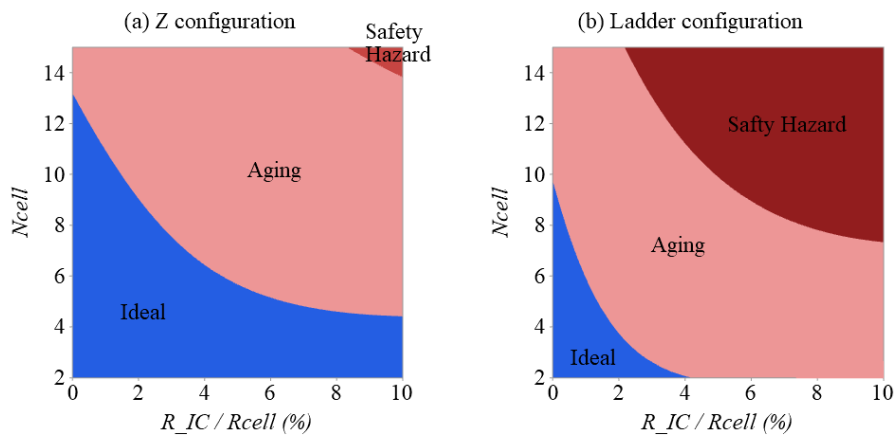 (a) Z configuration
Safety
Hazard
14
12
10
8
6
4
2
Ncell
Aging
Ideal
0
2
4
6
8
10
R_IC / Rcell (%)
(b) Ladder configuration
14
12
10
8
6
4
2
Ncell
Safty Hazard
Aging
Ideal
0
2
4
6
8
10
R_IC / Rcell (%)